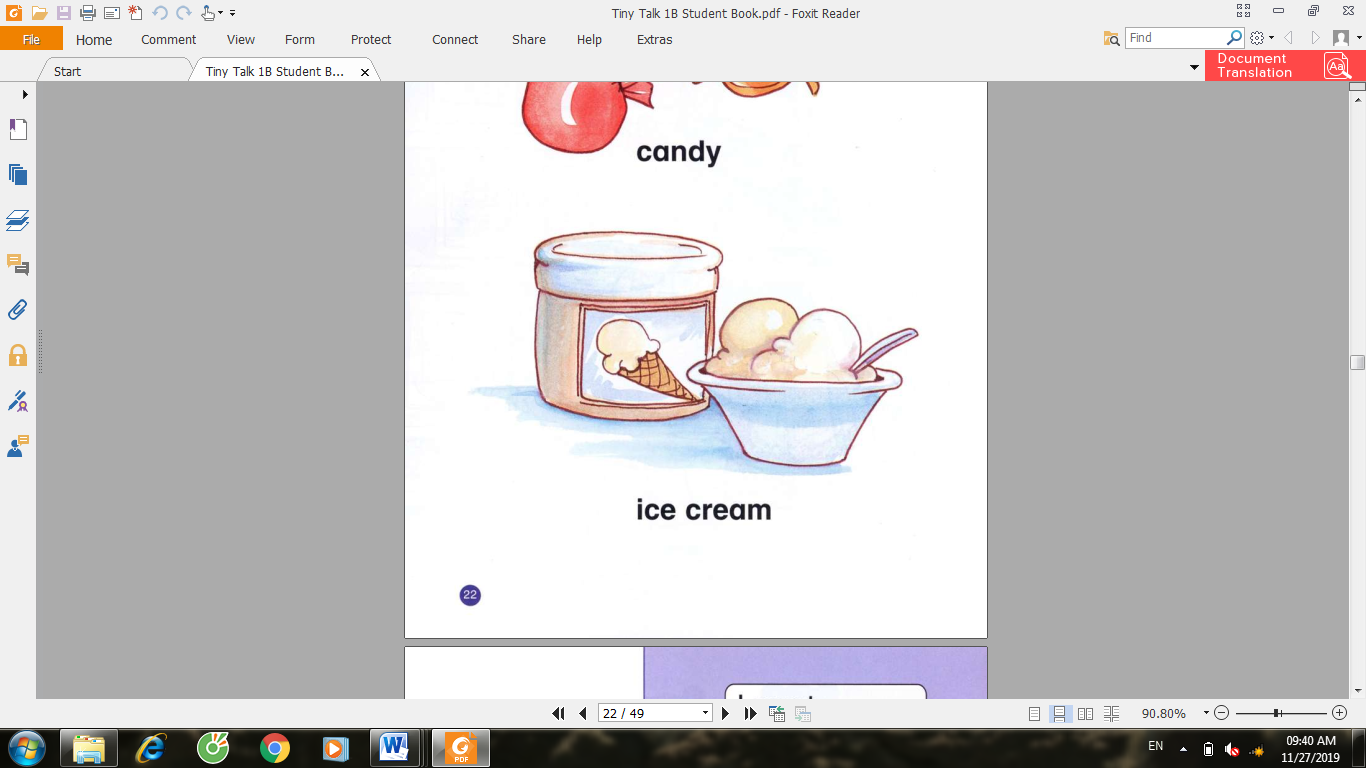 Tiny Talk 1B Student Book.pdf - Foxit Reader
File Home Comment View Form Protect Connect Share Help Extras
Find
Start
Tiny Talk 1B Student B...
Document
Translation
candy
ice cream
22
22 / 49
90.80%
EN
09:40 AM
11/27/2019
PDF